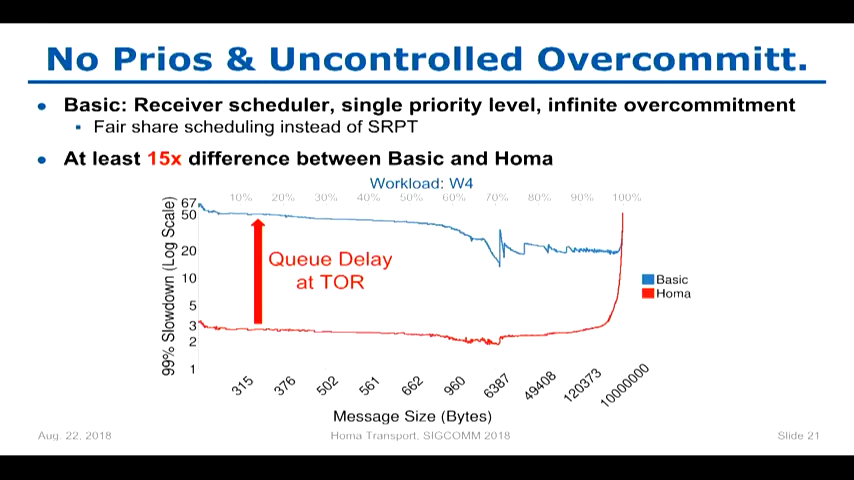 No Prios & Uncontrolled Overcommitt.
Basic: Receiver scheduler, single priority level, infinite overcommitment
Fair share scheduling instead of SRPT
At least 15x difference between Basic and Homa
Workload: W4
10% 20% 30% 40% 50% 60% 70% 80% 90% 100%
99% Slowdown (Log Scale)
67
50
20
10
5
3
2
1
Queue Delay
at TOR
Basic
Homa
315 376 502 561 662 960 6387 49408 120373 10000000
Message Size (Bytes)
Aug. 22, 2018 Homa Transport, SIGCOMM 2018 Slide 21